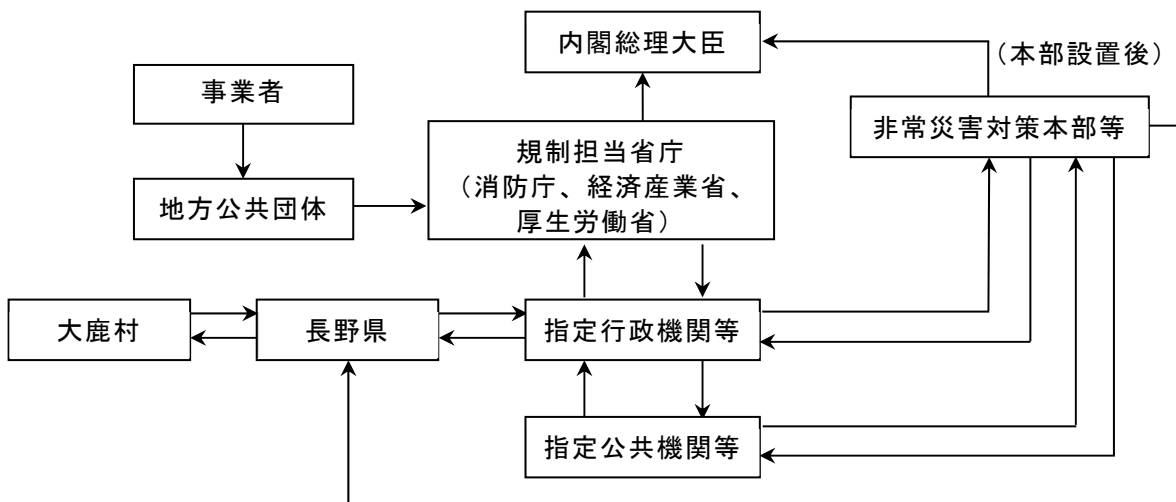 内閣総理大臣
（本部設置後）
事業者
非常災害対策本部等
規制担当省庁
（消防庁、経済産業省、
厚生労働省）
地方公共団体
大鹿村
長野県
指定行政機関等
指定公共機関等